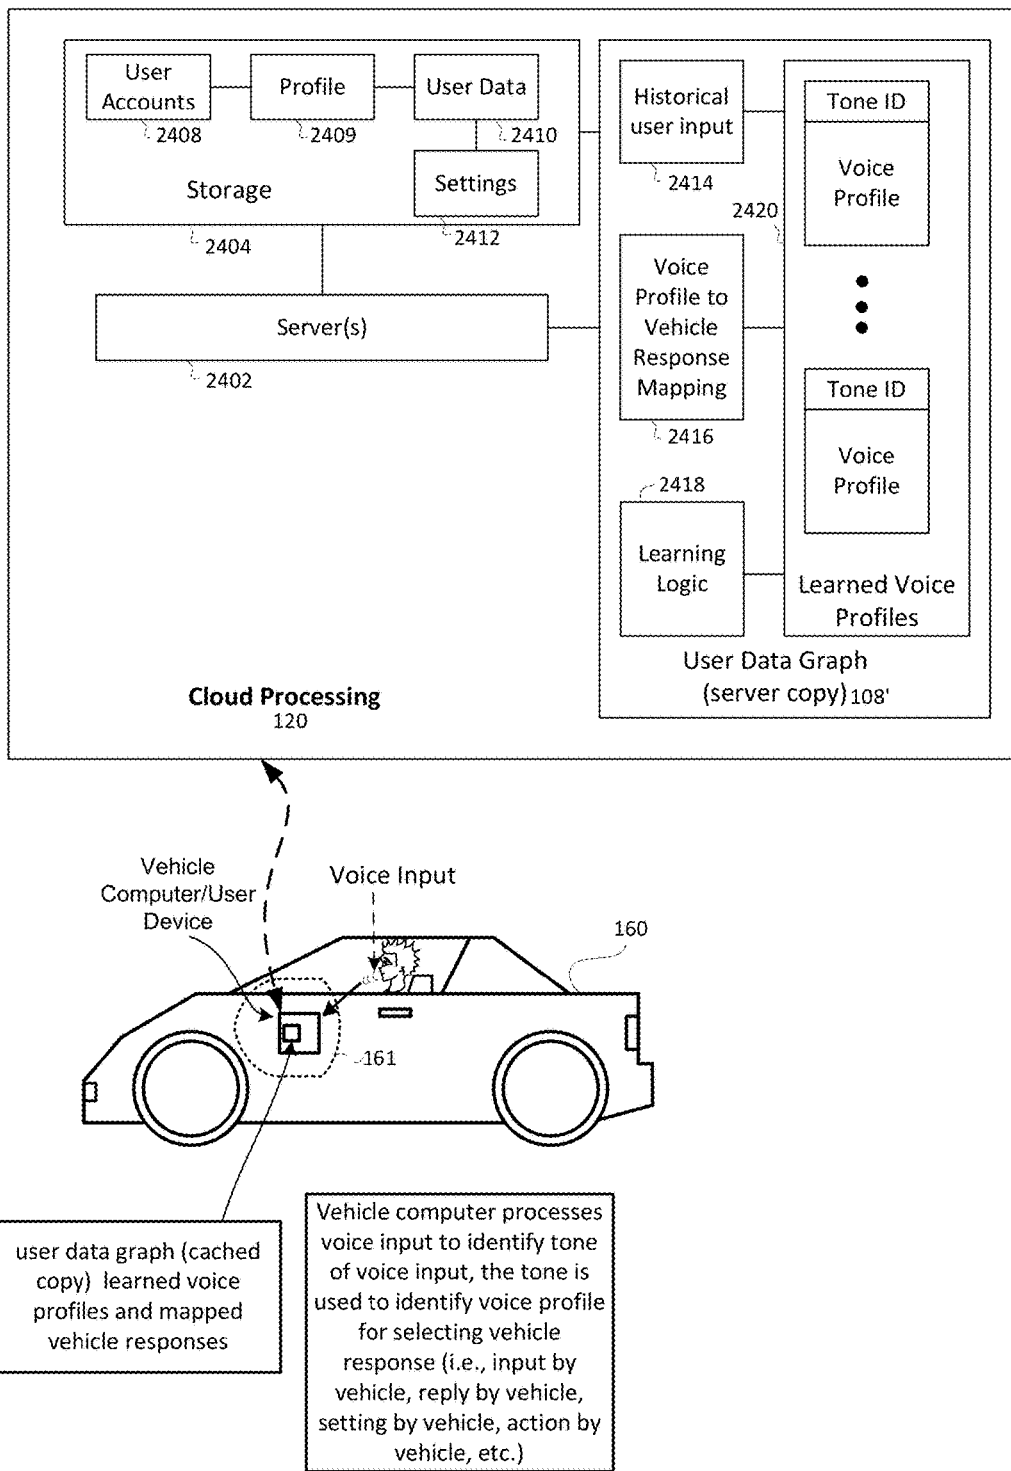 User
Accounts
2408
Profile
2409
User Data
2410
Settings
2412
Storage
2404
Server(s)
2402
Historical
user input
2414
2420
Voice
Profile to
Vehicle
Response
Mapping
2416
2418
Learning
Logic
Tone ID
Voice
Profile
Tone ID
Voice
Profile
Learned Voice
Profiles
User Data Graph
(server copy) 108'
Cloud Processing
120
Vehicle
Computer/User
Device
Voice Input
160
161
user data graph (cached
copy) learned voice
profiles and mapped
vehicle responses
Vehicle computer processes
voice input to identify tone
of voice input, the tone is
used to identify voice profile
for selecting vehicle
response (i.e., input by
vehicle, reply by vehicle,
setting by vehicle, action by
vehicle, etc.)